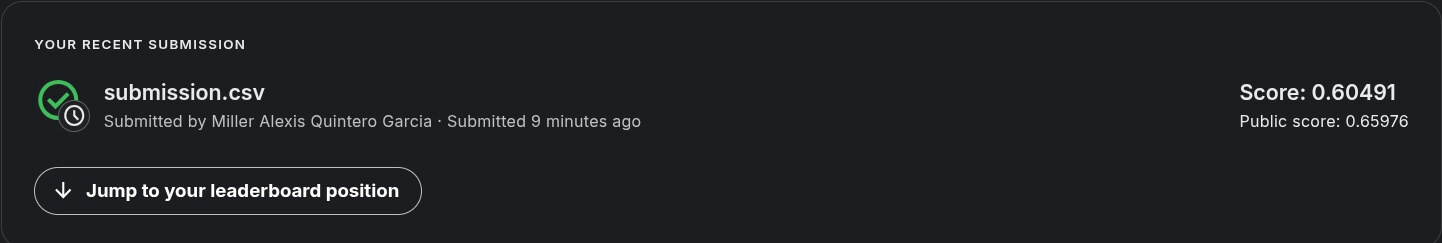 YOUR RECENT SUBMISSION
submission.csv
Score: 0.60491
Submitted by Miller Alexis Quintero Garcia · Submitted 9 minutes ago
Public score: 0.65976
Jump to your leaderboard position